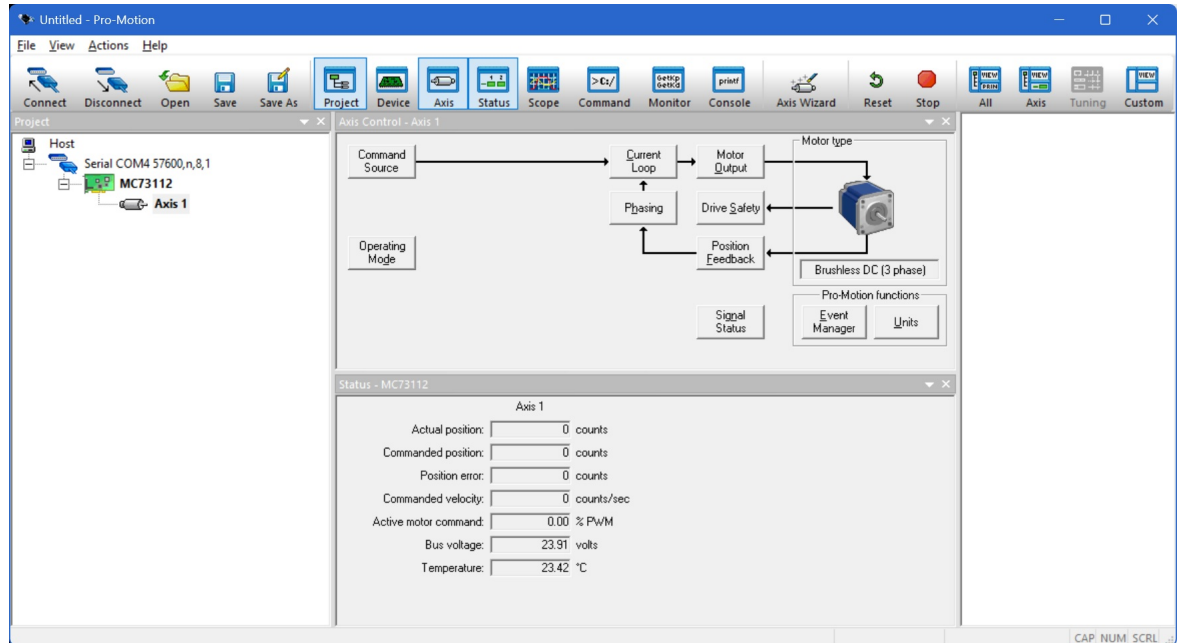 Untitled - Pro-Motion
File View Actions Help
>C:/ GetKp GetKd printf VIEW PRIN VIEW VIEW
Connect Disconnect Open Save Save As Project Device Axis Status Scope Command Monitor Console Axis Wizard Reset Stop All Axis Tuning Custom
Project
Host
Serial COM4 57600,n,8,1
MC73112
Axis 1
Axis Control - Axis 1
Command Source
Current Loop
Motor Output
Motor type
Phasing
Drive Safety
Operating Mode
Position Feedback
Brushless DC (3 phase)
Pro-Motion functions
Signal Status
Event Manager
Units
Status - MC73112
Axis 1
Actual position: 0 counts
Commanded position: 0 counts
Position error: 0 counts
Commanded velocity: 0 counts/sec
Active motor command: 0.00 % PWM
Bus voltage: 23.91 volts
Temperature: 23.42 °C
CAP NUM SCRL